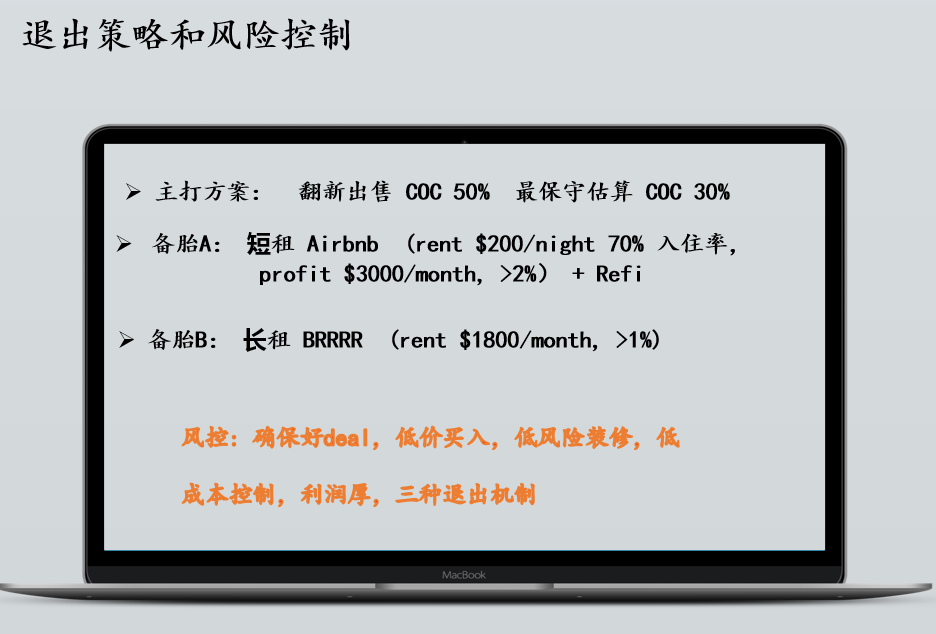 退出策略和风险控制
➢ 主打方案： 翻新出售 COC 50% 最保守估算 COC 30%
➢ 备胎A： 短租 Airbnb （rent $200/night 70% 入住率，
profit $3000/month, >2%） + Refi
➢ 备胎B： 长租 BRRRR （rent $1800/month, >1%)
风控：确保好deal，低价买入，低风险装修，低
成本控制，利润厚，三种退出机制
MacBook